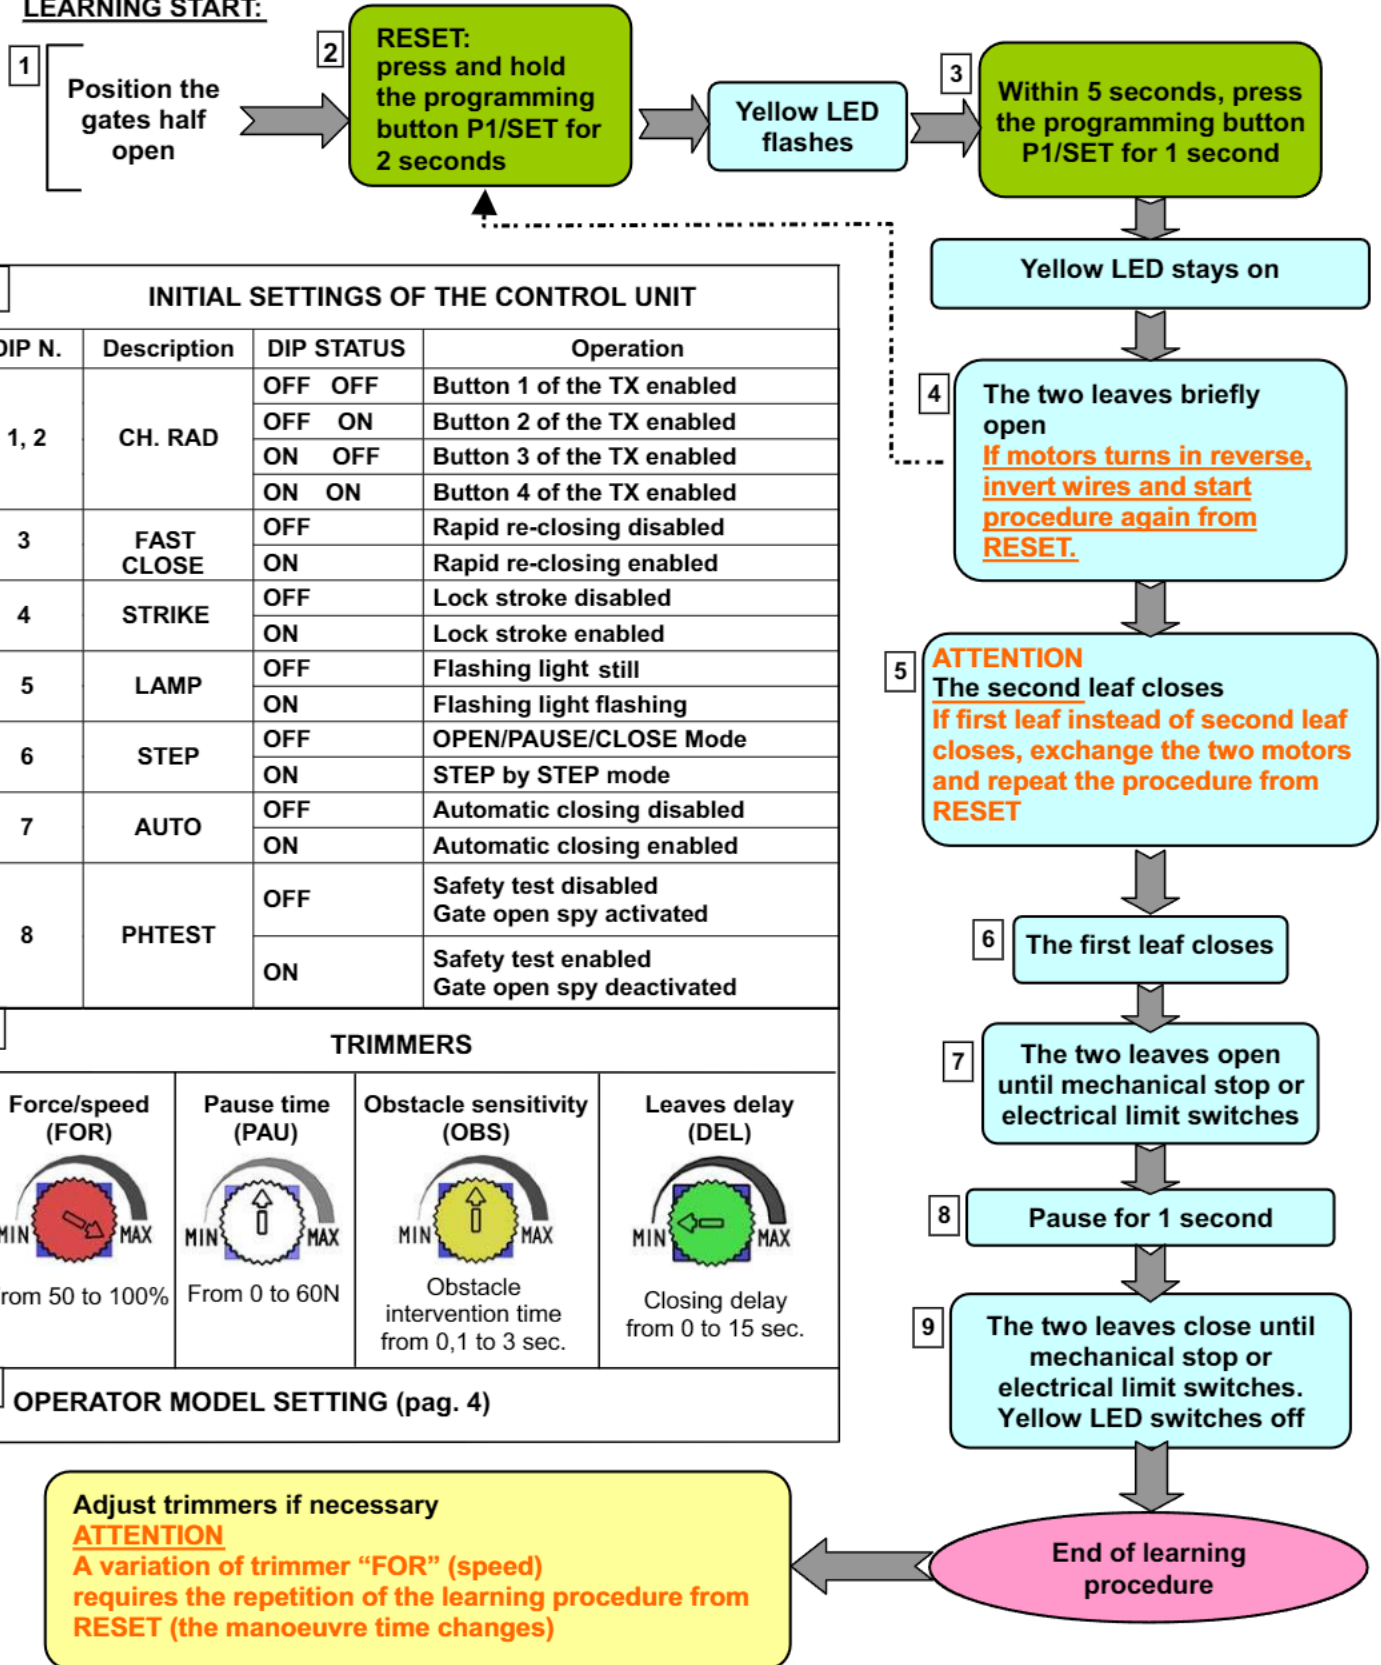 LEARNING START:
1
Position the
gates half
open
2
RESET:
press and hold
the programming
button P1/SET for
2 seconds
Yellow LED
flashes
3
Within 5 seconds, press
the programming button
P1/SET for 1 second
Yellow LED stays on
4
The two leaves briefly
open
If motors turns in reverse,
invert wires and start
procedure again from
RESET.
5
ATTENTION
The second leaf closes
If first leaf instead of second leaf
closes, exchange the two motors
and repeat the procedure from
RESET
6
The first leaf closes
7
The two leaves open
until mechanical stop or
electrical limit switches
8
Pause for 1 second
9
The two leaves close until
mechanical stop or
electrical limit switches.
Yellow LED switches off
End of learning
procedure
INITIAL SETTINGS OF THE CONTROL UNIT
DIP N. Description DIP STATUS Operation
1, 2 CH. RAD
OFF OFF Button 1 of the TX enabled
OFF ON Button 2 of the TX enabled
ON OFF Button 3 of the TX enabled
ON ON Button 4 of the TX enabled
3 FAST
CLOSE
OFF Rapid re-closing disabled
ON Rapid re-closing enabled
4 STRIKE
OFF Lock stroke disabled
ON Lock stroke enabled
5 LAMP
OFF Flashing light still
ON Flashing light flashing
6 STEP
OFF OPEN/PAUSE/CLOSE Mode
ON STEP by STEP mode
7 AUTO
OFF Automatic closing disabled
ON Automatic closing enabled
8 PHTEST
OFF
Safety test disabled
Gate open spy activated
ON
Safety test enabled
Gate open spy deactivated
TRIMMERS
Force/speed
(FOR)
MIN MAX
From 50 to 100%
Pause time
(PAU)
MIN MAX
From 0 to 60N
Obstacle sensitivity
(OBS)
MIN MAX
Obstacle
intervention time
from 0,1 to 3 sec.
Leaves delay
(DEL)
MIN MAX
Closing delay
from 0 to 15 sec.
OPERATOR MODEL SETTING (pag. 4)
Adjust trimmers if necessary
ATTENTION
A variation of trimmer “FOR” (speed)
requires the repetition of the learning procedure from
RESET (the manoeuvre time changes)